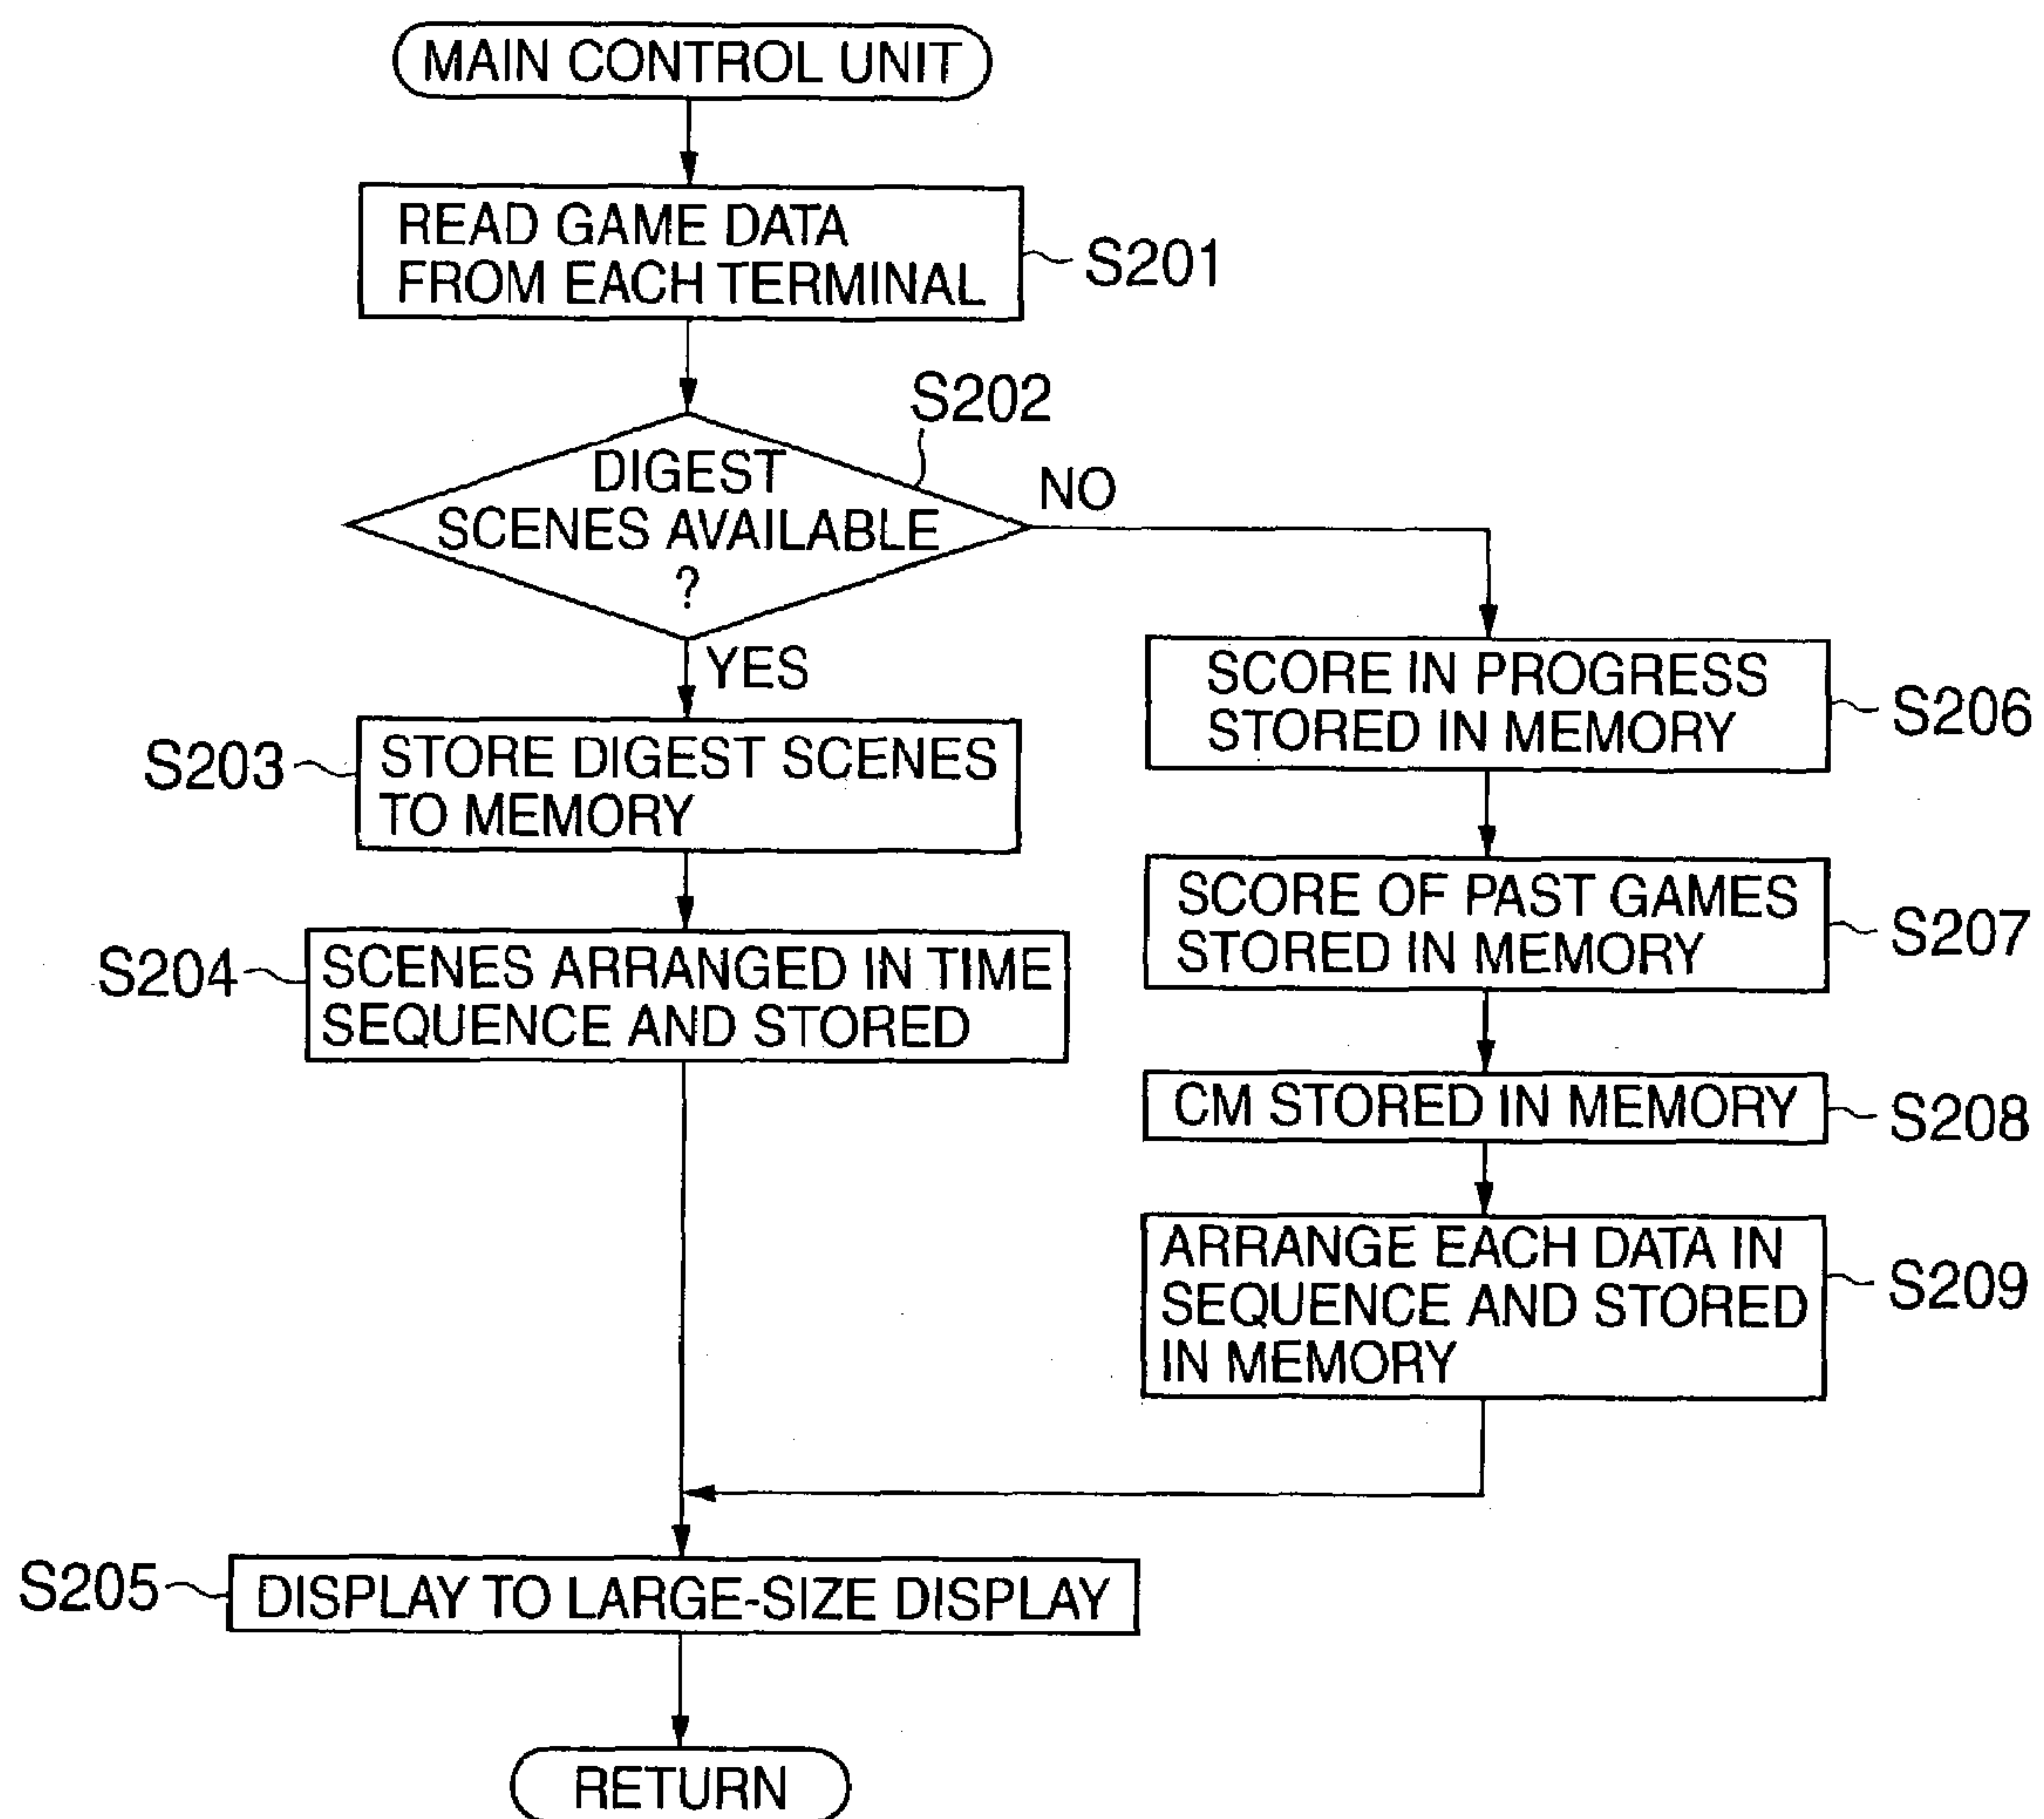 MAIN CONTROL UNIT
READ GAME DATA
FROM EACH TERMINAL
S201
S202
DIGEST
SCENES AVAILABLE
?
NO
YES
S203
STORE DIGEST SCENES
TO MEMORY
S204
SCENES ARRANGED IN TIME
SEQUENCE AND STORED
SCORE IN PROGRESS
STORED IN MEMORY
S206
SCORE OF PAST GAMES
STORED IN MEMORY
S207
CM STORED IN MEMORY
S208
ARRANGE EACH DATA IN
SEQUENCE AND STORED
IN MEMORY
S209
S205
DISPLAY TO LARGE-SIZE DISPLAY
RETURN